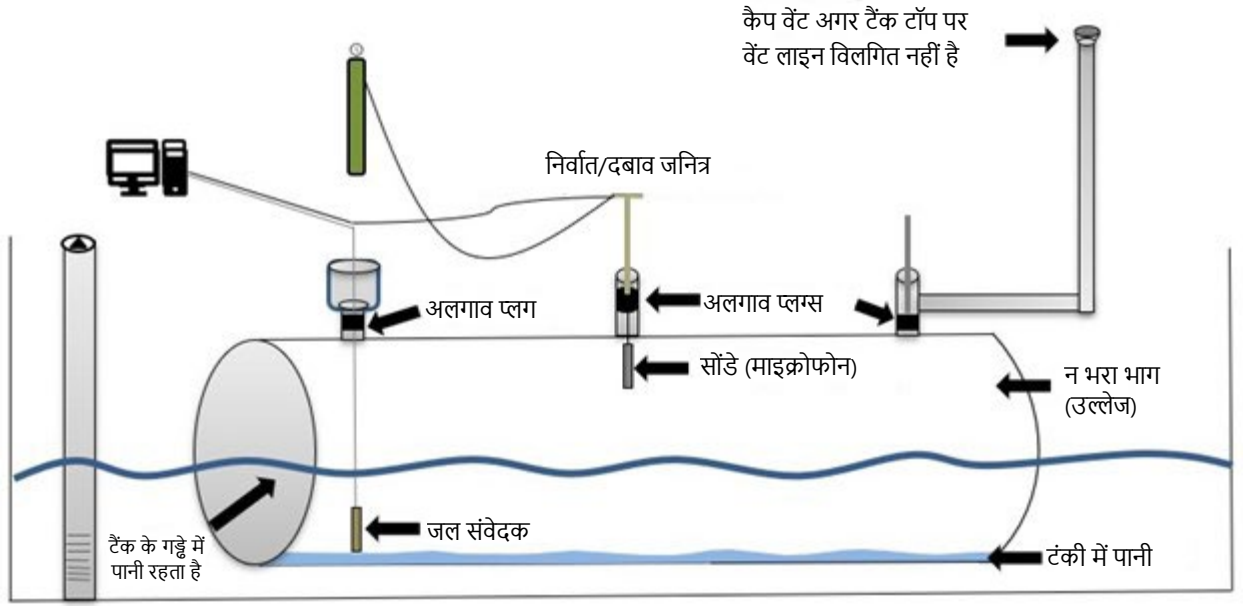 कैप वेंट अगर टैंक टॉप पर
वेंट लाइन विलगित नहीं है
निर्वात/दबाव जनित्र
अलगाव प्लग
अलगाव प्लग्स
सोंडे (माइक्रोफोन)
न भरा भाग
(उल्लेज)
जल संवेदक
टैंक के गड्ढे में
पानी रहता है
टंकी में पानी